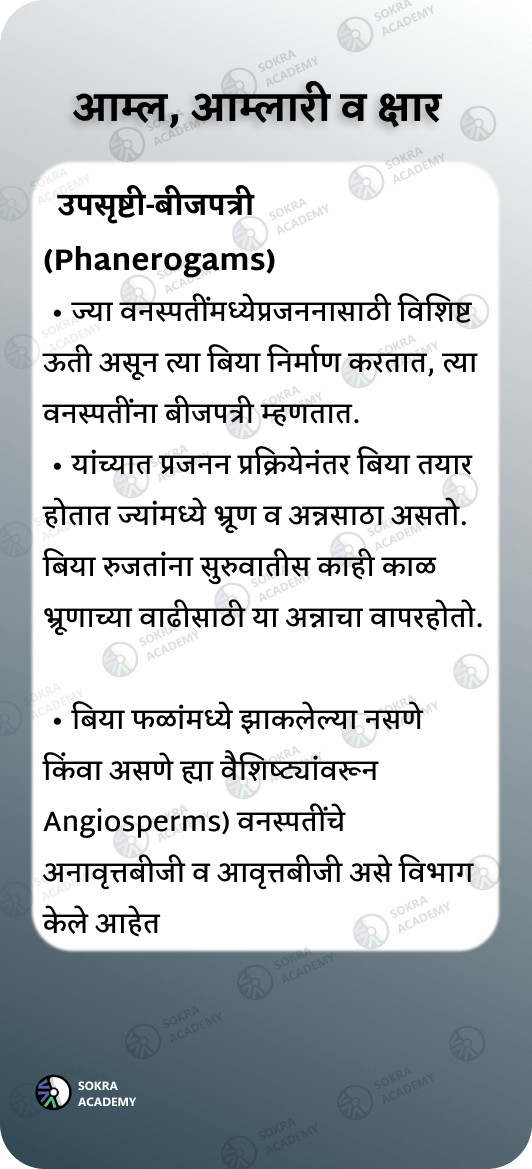 आम्ल, आम्लारी व क्षार
उपसृष्टी-बीजपत्री
(Phanerogams)
• ज्या वनस्पतींमध्येप्रजननासाठी विशिष्ट
ऊती असून त्या बिया निर्माण करतात, त्या
वनस्पतींना बीजपत्री म्हणतात.
• यांच्यात प्रजनन प्रक्रियेनंतर बिया तयार
होतात ज्यांमध्ये भ्रूण व अन्नसाठा असतो.
बिया रुजतांना सुरुवातीस काही काळ
भ्रूणाच्या वाढीसाठी या अन्नाचा वापरहोतो.
• बिया फळांमध्ये झाकलेल्या नसणे
किंवा असणे ह्या वैशिष्ट्यांवरून
Angiosperms) वनस्पतींचे
अनावृत्तबीजी व आवृत्तबीजी असे विभाग
केले आहेत
SOKRA
ACADEMY